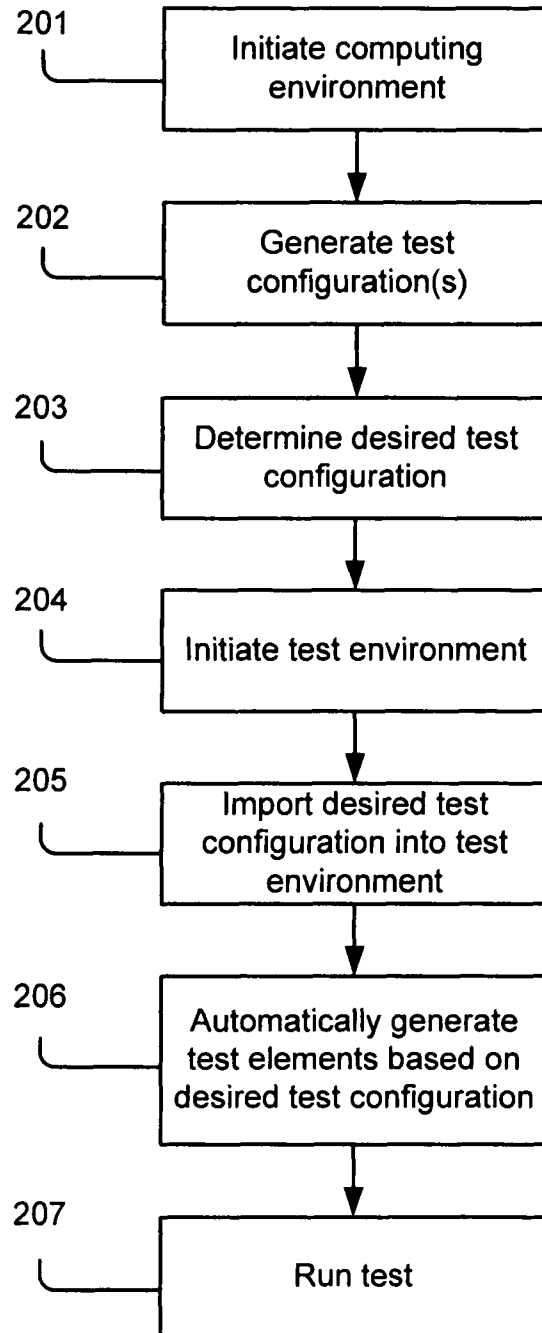 201
Initiate computing
environment
202
Generate test
configuration(s)
203
Determine desired test
configuration
204
Initiate test environment
205
Import desired test
configuration into test
environment
206
Automatically generate
test elements based on
desired test configuration
207
Run test